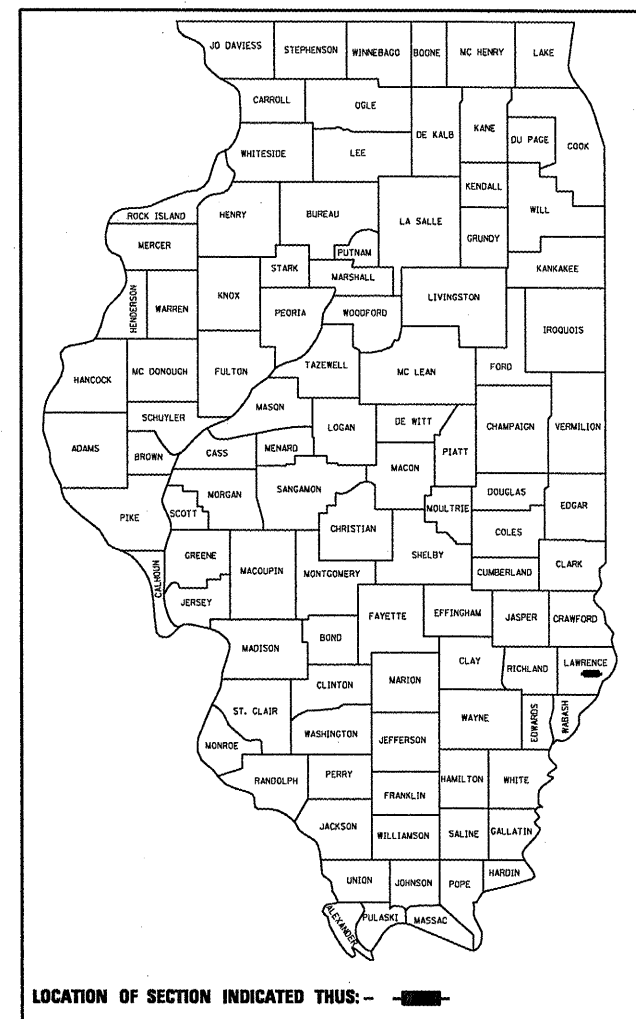 JO DAVIESS STEPHENSON WINNEBAGO BOONE MC HENRY LAKE
CARROLL OGLE DE KALB KANE DU PAGE COOK
WHITESIDE LEE
KENDALL WILL
ROCK ISLAND HENRY BUREAU LA SALLE GRUNDY
MERCER PUTNAM
STARK MARSHALL KANKAKEE
HENDERSON WARREN KNOX PEORIA WOODFORD LIVINGSTON IROQUOIS
HANCOCK MC DONOUGH FULTON TAZEWELL MC LEAN FORD
SCHUYLER MASON LOGAN DE WITT CHAMPAIGN VERMILION
ADAMS BROWN CASS MENARD MACON PIATT
PIKE SCOTT MORGAN SANGAMON MOULTRIE DOUGLAS EDGAR
CHRISTIAN COLES
CALHOUN GREENE MACOUPIN MONTGOMERY SHELBY CUMBERLAND CLARK
JERSEY FAYETTE EFFINGHAM JASPER CRAWFORD
MADISON BOND CLAY RICHLAND LAWRENCE
CLINTON MARION
ST. CLAIR WAYNE EDWARDS WABASH
MONROE WASHINGTON JEFFERSON
RANDOLPH PERRY HAMILTON WHITE
FRANKLIN
JACKSON WILLIAMSON SALINE GALLATIN
UNION JOHNSON POPE HARDIN
ALEXANDER PULASKI MASSAC
LOCATION OF SECTION INDICATED THUS: -